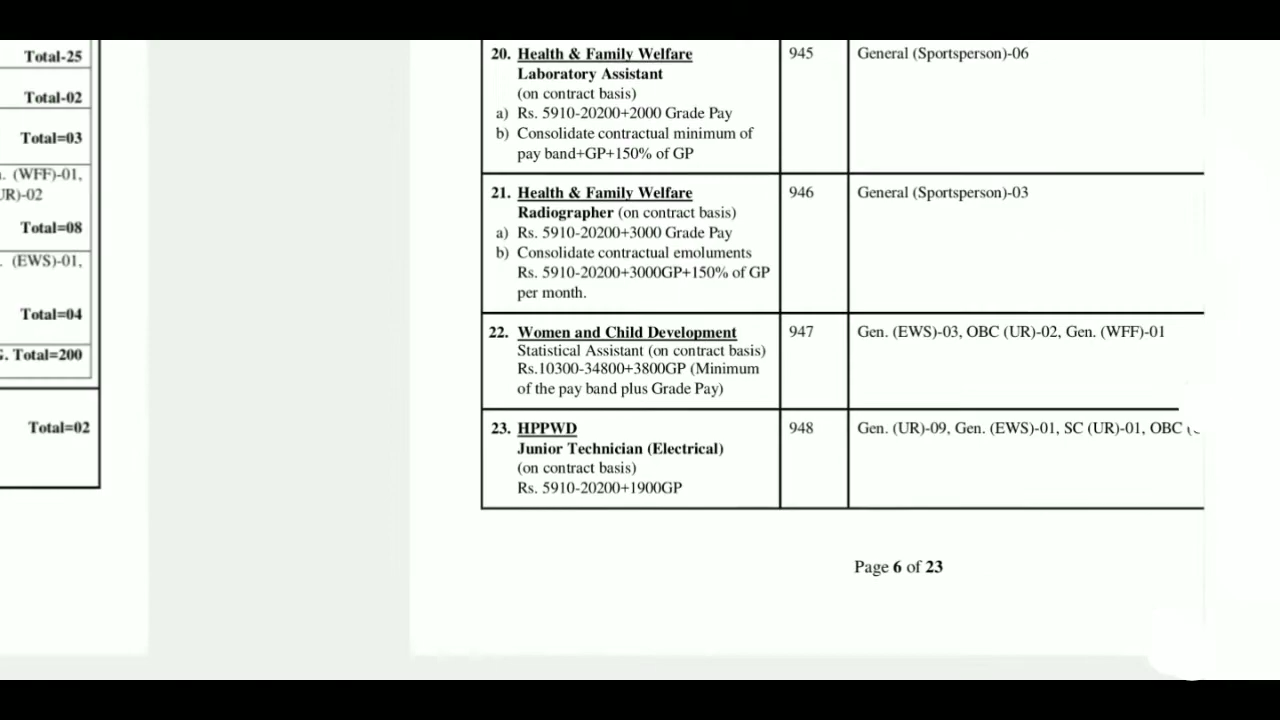 Total-25
Total-02
Total=03
. (WFF)-01,
UR)-02
Total=08
. (EWS)-01,
Total=04
. Total=200
Total=02
20. Health & Family Welfare
Laboratory Assistant
(on contract basis)
a) Rs. 5910-20200+2000 Grade Pay
b) Consolidate contractual minimum of
pay band+GP+150% of GP
945
General (Sportsperson)-06
21. Health & Family Welfare
Radiographer (on contract basis)
a) Rs. 5910-20200+3000 Grade Pay
b) Consolidate contractual emoluments
Rs. 5910-20200+3000GP+150% of GP
per month.
946
General (Sportsperson)-03
22. Women and Child Development
Statistical Assistant (on contract basis)
Rs.10300-34800+3800GP (Minimum
of the pay band plus Grade Pay)
947
Gen. (EWS)-03, OBC (UR)-02, Gen. (WFF)-01
23. HPPWD
Junior Technician (Electrical)
(on contract basis)
Rs. 5910-20200+1900GP
948
Gen. (UR)-09, Gen. (EWS)-01, SC (UR)-01, OBC
Page 6 of 23